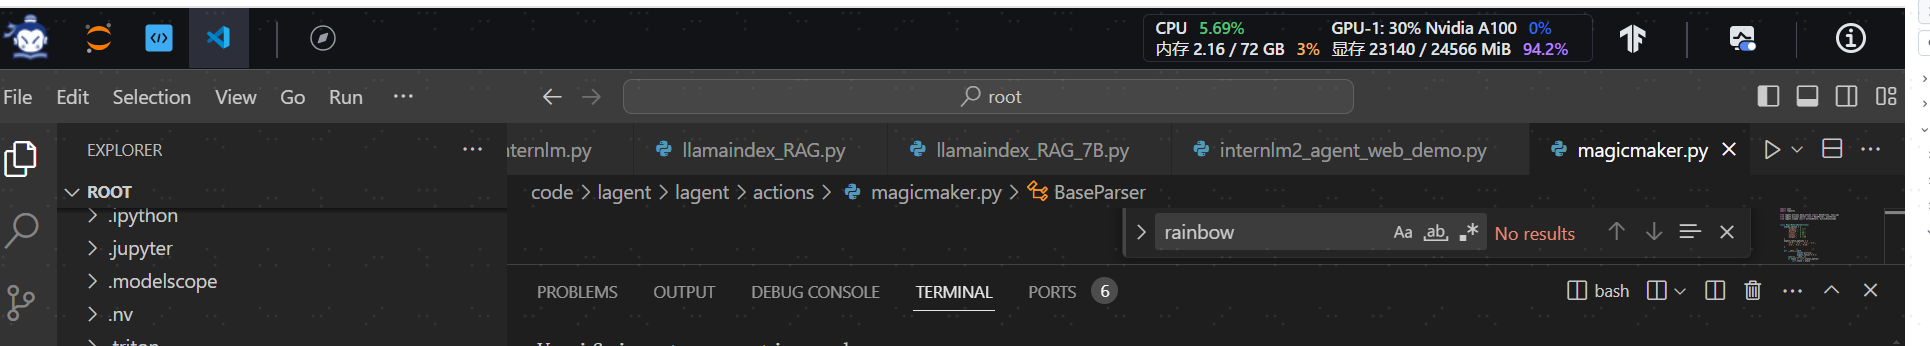 CPU 5.69% GPU-1: 30% Nvidia A100 0%
内存 2.16 / 72 GB 3% 显存 23140 / 24566 MiB 94.2%
File Edit Selection View Go Run ··· root
EXPLORER ··· nternlm.py llamaindex_RAG.py llamaindex_RAG_7B.py internlm2_agent_web_demo.py magicmaker.py ···
ROOT code > lagent > lagent > actions > magicmaker.py > BaseParser
.ipython
rainbow Aa ab .* No results
.jupyter
.modelscope
PROBLEMS OUTPUT DEBUG CONSOLE TERMINAL PORTS 6 bash ···
.nv
.triton